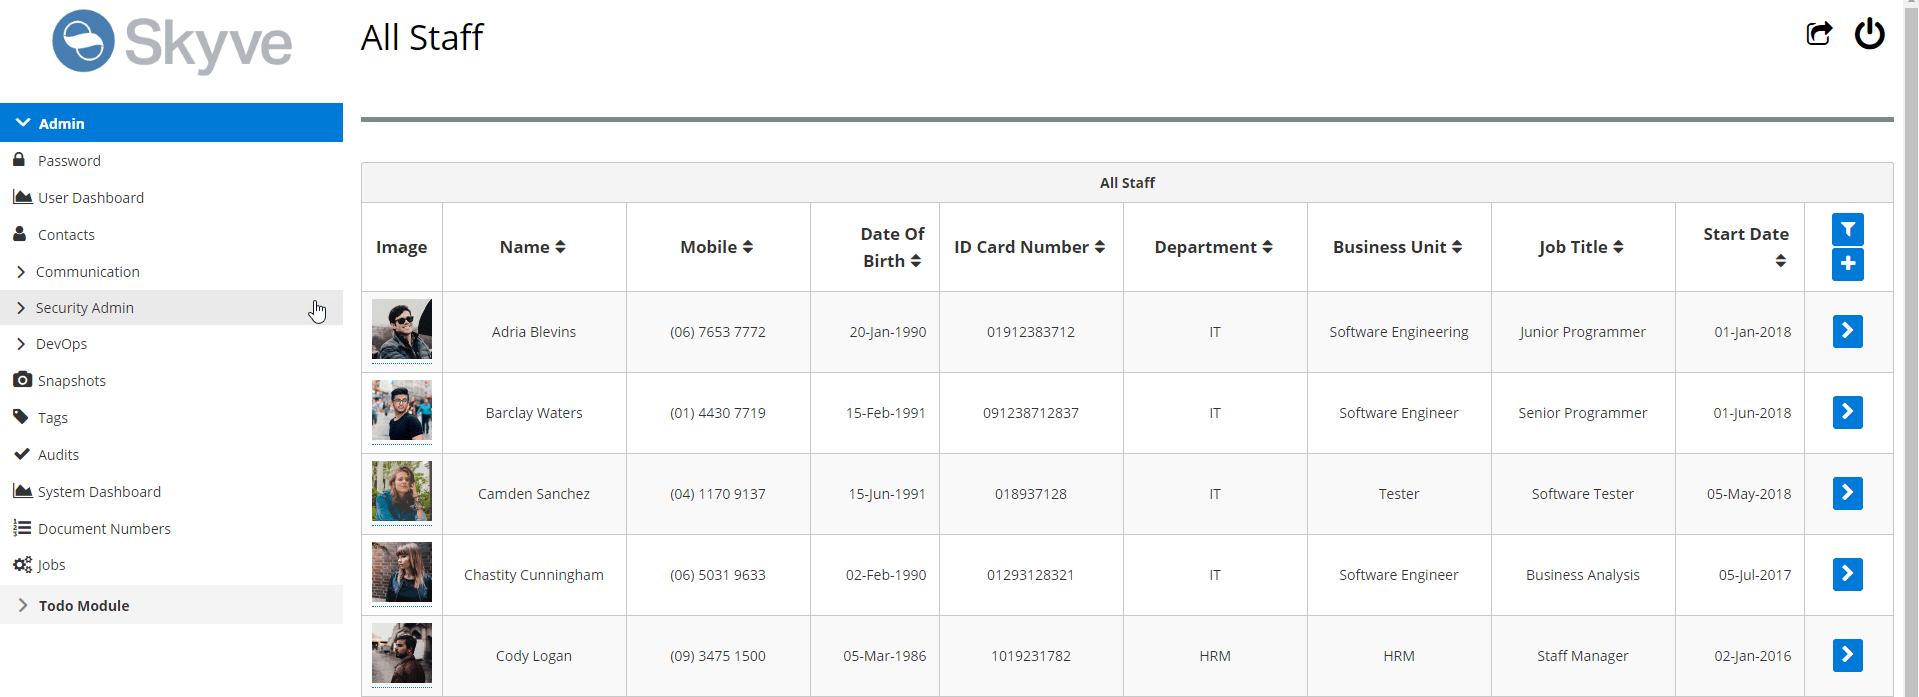 Skyve
All Staff
Admin
Password
User Dashboard
Contacts
Communication
Security Admin
DevOps
Snapshots
Tags
Audits
System Dashboard
Document Numbers
Jobs
Todo Module
All Staff
Image Name Mobile Date Of Birth ID Card Number Department Business Unit Job Title Start Date
Adria Blevins (06) 7653 7772 20-Jan-1990 01912383712 IT Software Engineering Junior Programmer 01-Jan-2018
Barclay Waters (01) 4430 7719 15-Feb-1991 091238712837 IT Software Engineer Senior Programmer 01-Jun-2018
Camden Sanchez (04) 1170 9137 15-Jun-1991 018937128 IT Tester Software Tester 05-May-2018
Chastity Cunningham (06) 5031 9633 02-Feb-1990 01293128321 IT Software Engineer Business Analysis 05-Jul-2017
Cody Logan (09) 3475 1500 05-Mar-1986 1019231782 HRM HRM Staff Manager 02-Jan-2016